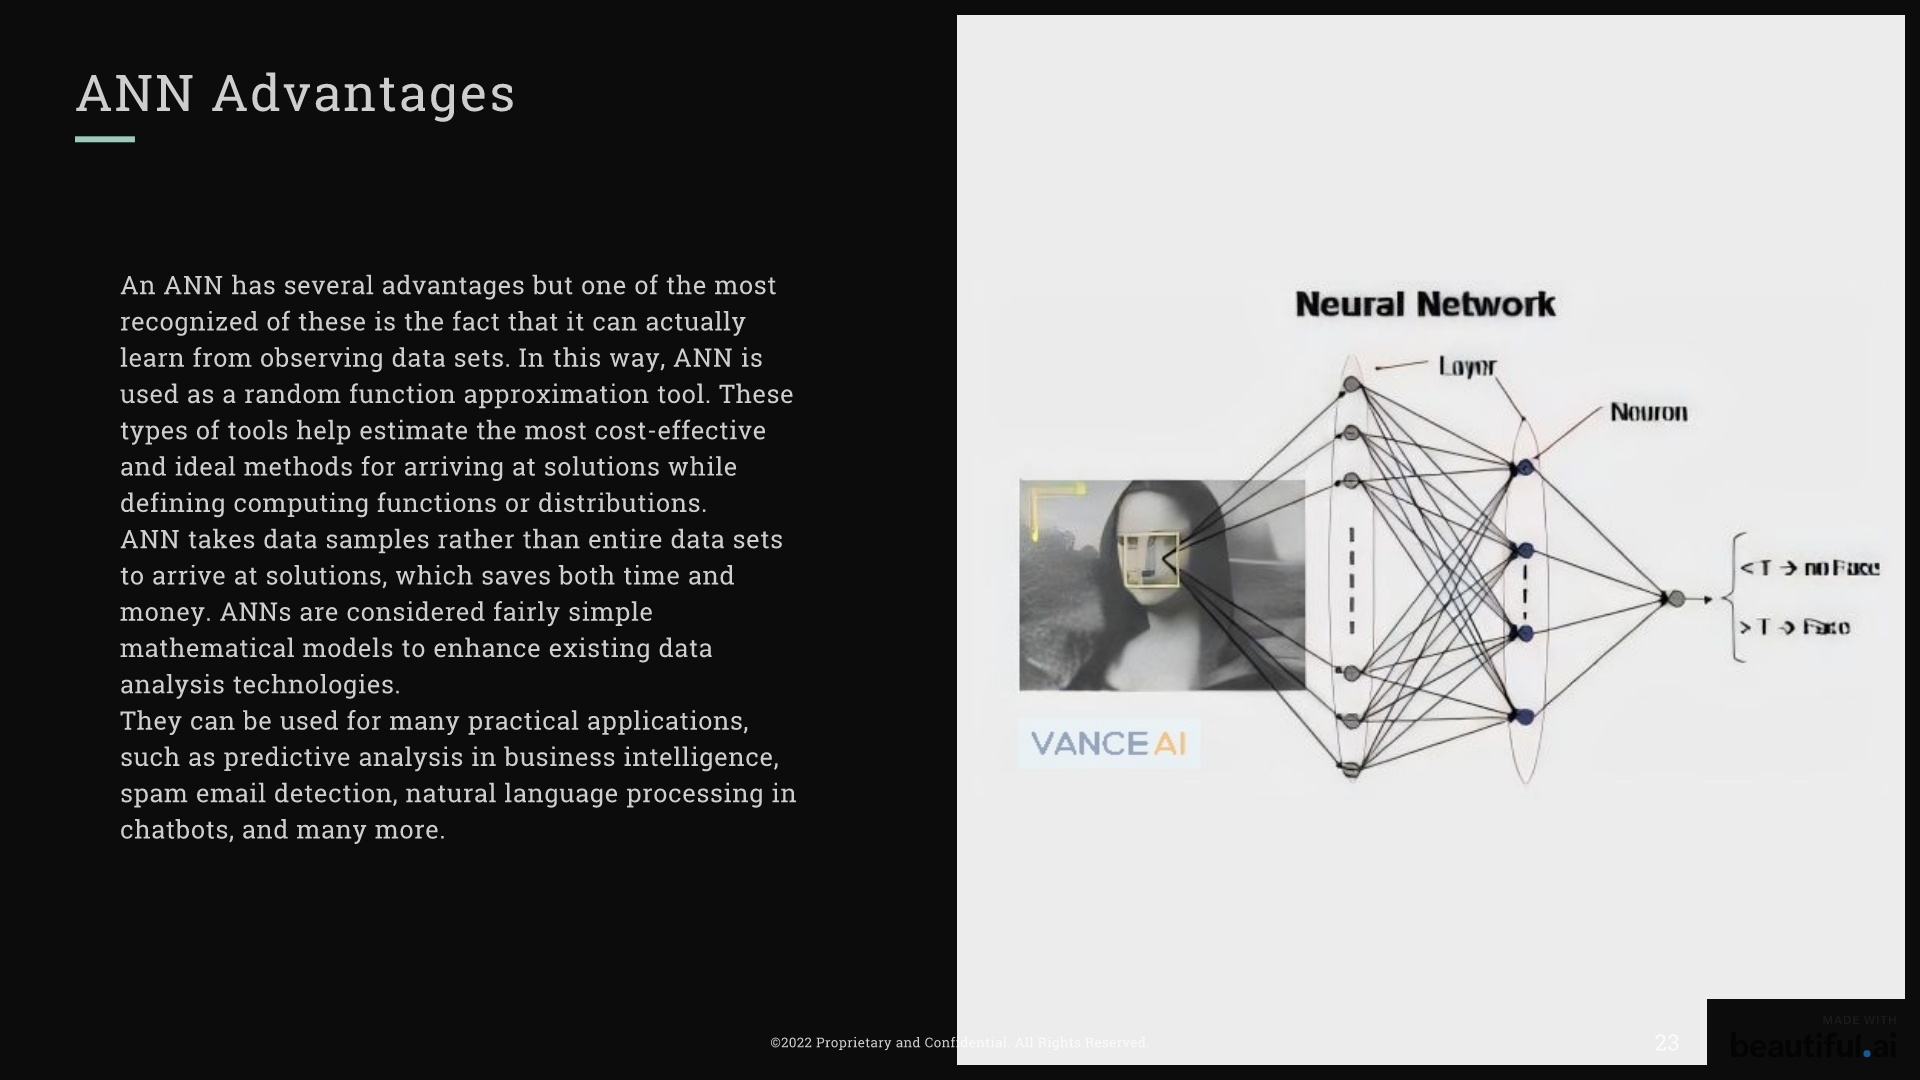 ANN Advantages
An ANN has several advantages but one of the most
recognized of these is the fact that it can actually
learn from observing data sets. In this way, ANN is
used as a random function approximation tool. These
types of tools help estimate the most cost-effective
and ideal methods for arriving at solutions while
defining computing functions or distributions.
ANN takes data samples rather than entire data sets
to arrive at solutions, which saves both time and
money. ANNs are considered fairly simple
mathematical models to enhance existing data
analysis technologies.
They can be used for many practical applications,
such as predictive analysis in business intelligence,
spam email detection, natural language processing in
chatbots, and many more.
Neural Network
Layer
Neuron
< T → no Face
> T → Face
VANCE AI
©2022 Proprietary and Confidential. All Rights Reserved.
23
MADE WITH
beautiful.ai